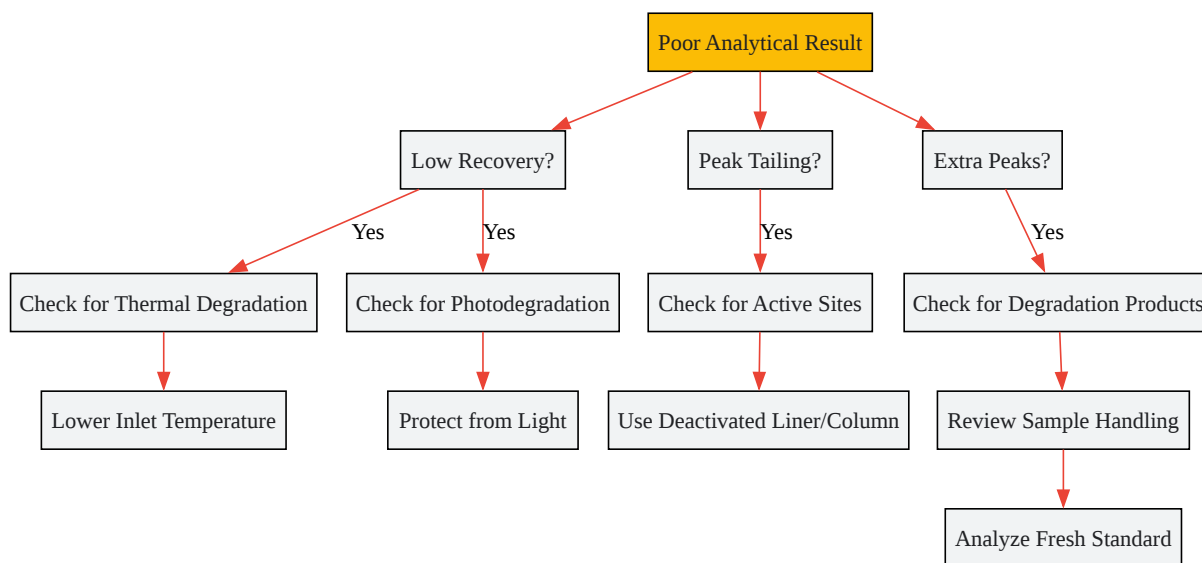 Poor Analytical Result
Low Recovery?
Peak Tailing?
Extra Peaks?
Yes
Yes
Yes
Yes
Check for Thermal Degradation
Check for Photodegradation
Check for Active Sites
Check for Degradation Products
Lower Inlet Temperature
Protect from Light
Use Deactivated Liner/Column
Review Sample Handling
Analyze Fresh Standard